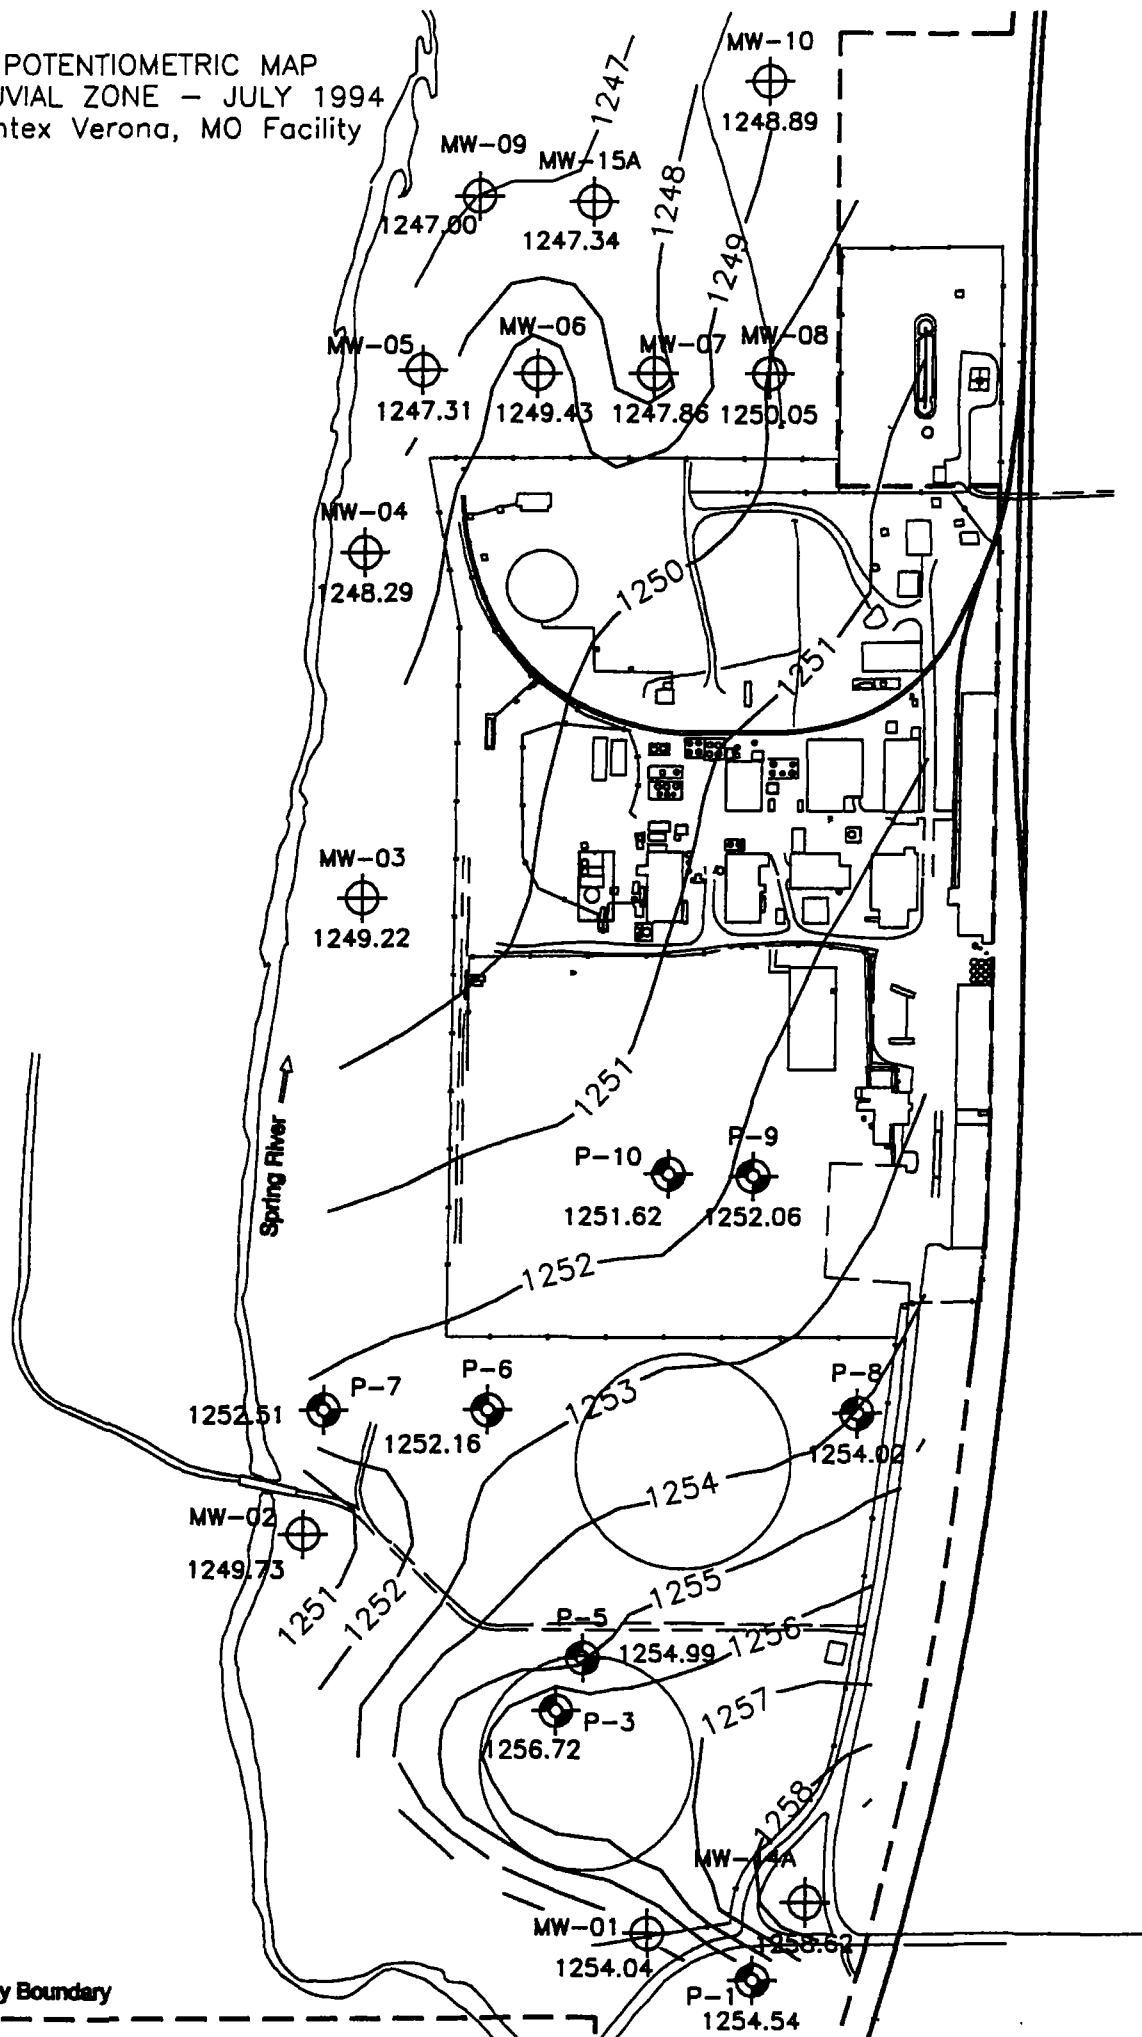 POTENTIOMETRIC MAP
UVIAL ZONE – JULY 1994
ntex Verona, MO Facility
MW-10
1248.89
1247
MW-09
1247.00
MW-15A
1247.34
1248
1249
MW-05
1247.31
MW-06
1249.43
MW-07
1247.86
MW-08
1250.05
MW-04
1248.29
1250
1251
MW-03
1249.22
Spring River
1251
P-10
1251.62
P-9
1252.06
1252
P-7
1252.51
P-6
1252.16
1253
P-8
1254.02
1254
MW-02
1249.73
1251
1252
1255
P-5
1254.99
1256
P-3
1256.72
1257
1258
MW-14A
1258.62
MW-01
1254.04
P-1
1254.54
y Boundary